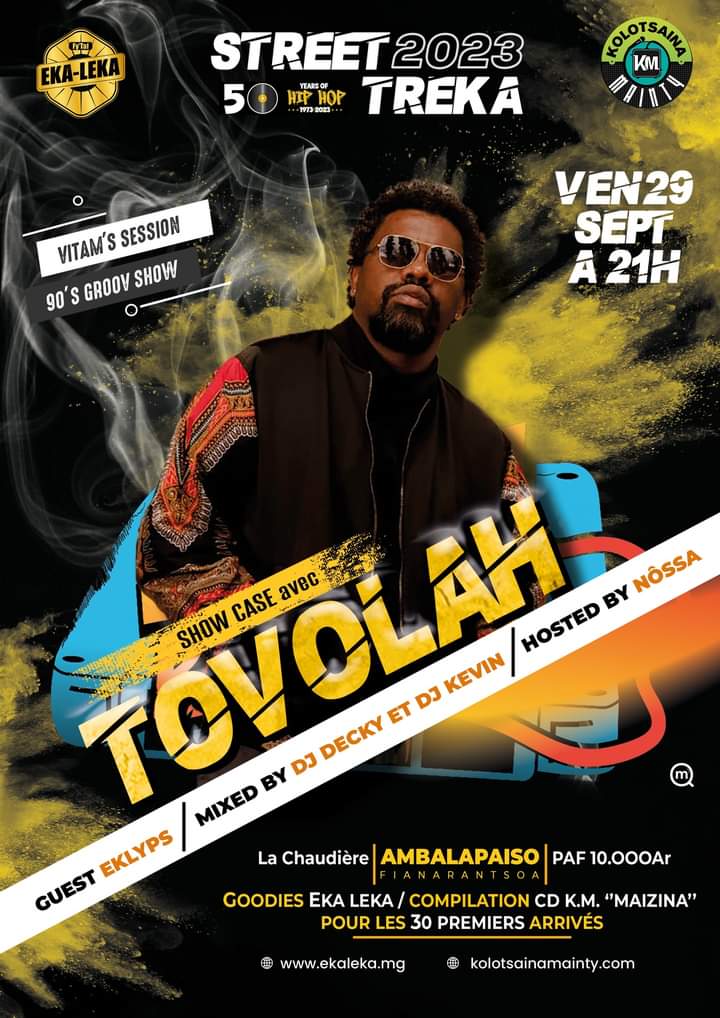 Fy'Tal
EKA-LEKA
STREET 2023
50 YEARS OF HIP HOP 1973-2023 TREKA
KOLOTSAINA
KM
MAINTY
VITAM'S SESSION
90'S GROOV SHOW
VEN 29
SEPT
A 21H
SHOW CASE avec
TOVOLAH
GUEST EKLYPS | MIXED BY DJ DECKY ET DJ KEVIN | HOSTED BY NÔSSA
m
La Chaudière | AMBALAPAISO | PAF 10.000Ar
FIANARANTSOA
GOODIES EKA LEKA / COMPILATION CD K.M. "MAIZINA"
POUR LES 30 PREMIERS ARRIVÉS
www.ekaleka.mg kolotsainamainty.com